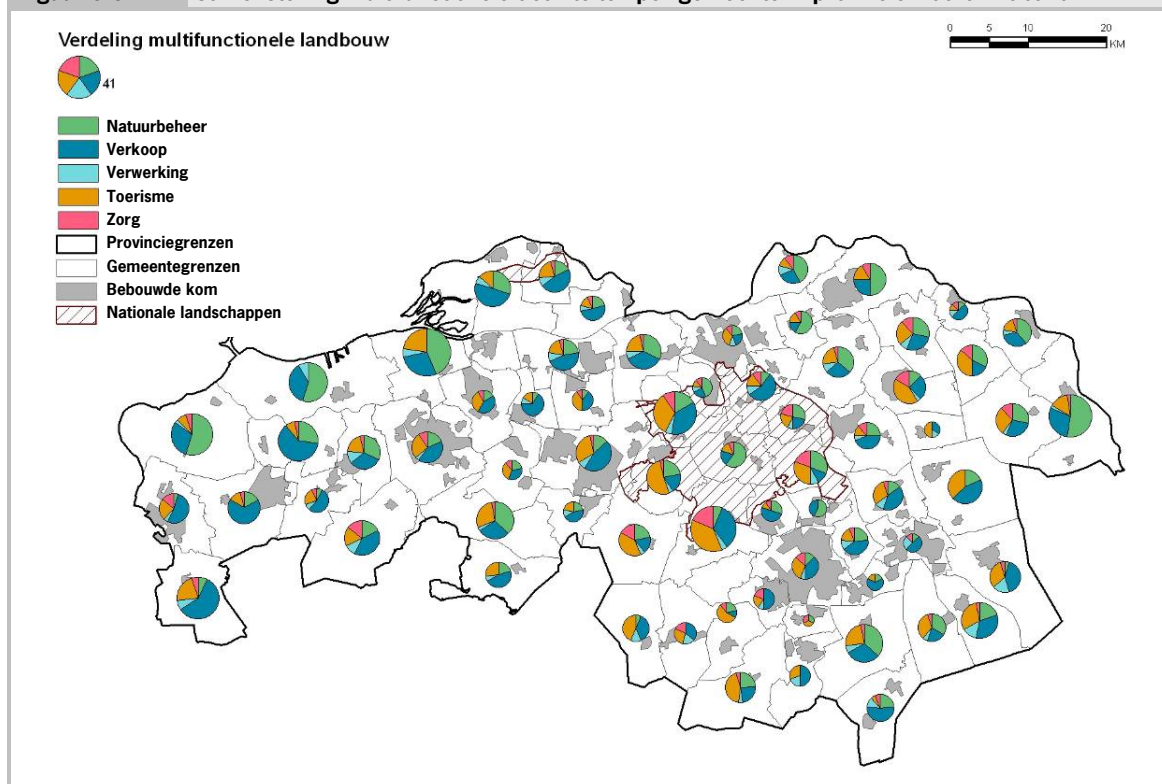 Verdeling multifunctionele landbouw
41
Natuurbeheer
Verkoop
Verwerking
Toerisme
Zorg
Provinciegrenzen
Gemeentegrenzen
Bebouwde kom
Nationale landschappen
0 5 10 20
KM